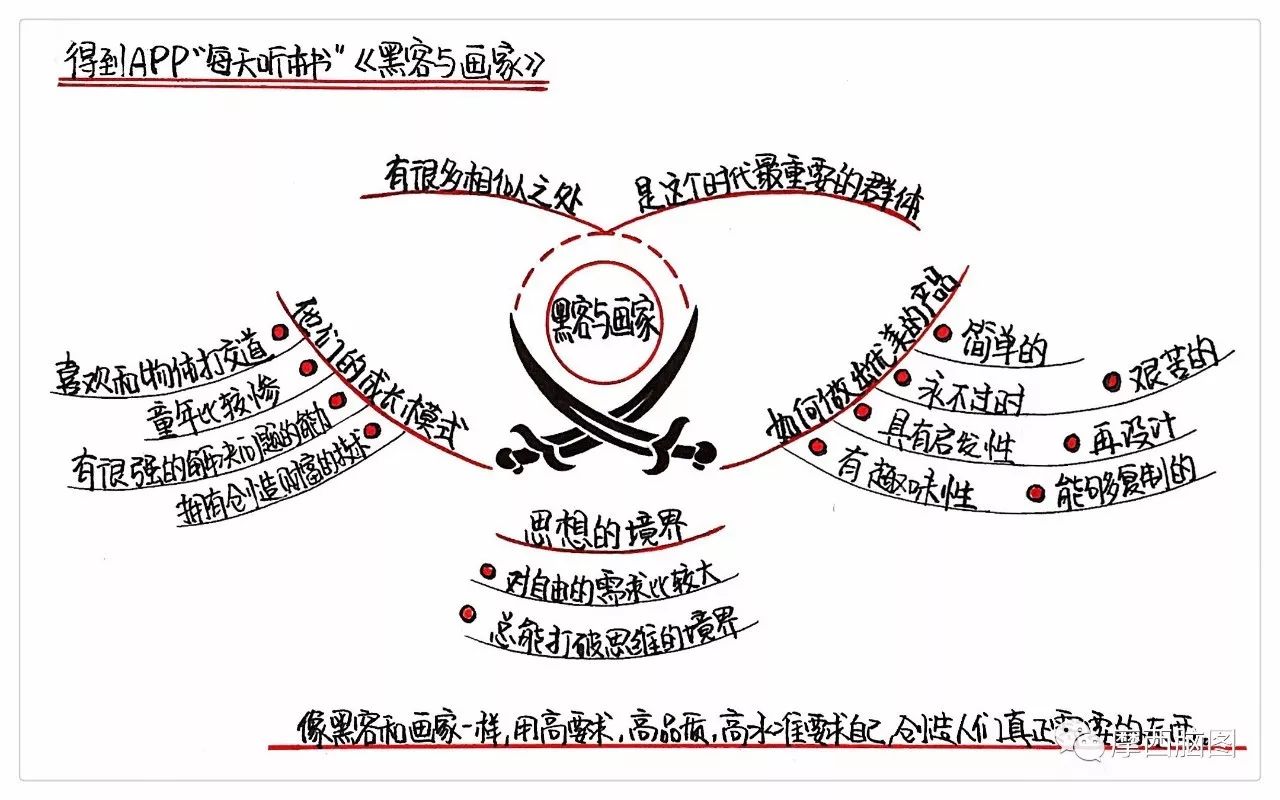 得到APP“每天听本书”《黑客与画家》
有很多相似之处
是这个时代最重要的群体
黑客与画家
他们的成长模式
喜欢和物体打交道
童年比较惨
有很强的解决问题的能力
拥有创造财富的技术
如何做出优美的产品
简单的
永不过时
艰苦的
具有启发性
再设计
有趣味性
能够复制的
思想的境界
对自由的需求比较大
总能打破思维的境界
像黑客和画家一样,用高要求,高品质,高水准要求自己,创造人们真正需要的东西。
摩西脑图